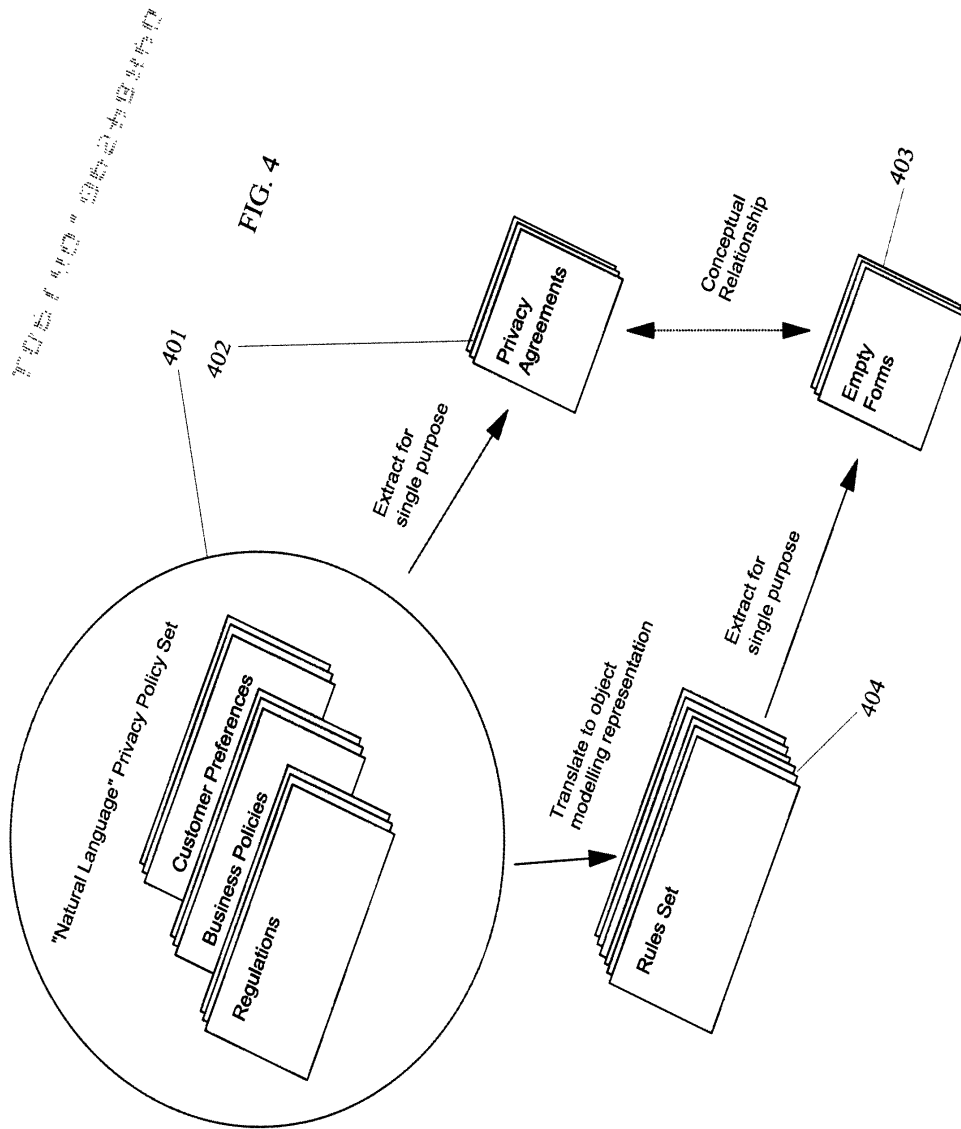 FIG. 4
401
402
"Natural Language" Privacy Policy Set
Customer Preferences
Business Policies
Regulations
Extract for
single purpose
Privacy
Agreements
Conceptual
Relationship
Translate to object
modelling representation
Rules Set
404
Extract for
single purpose
Empty
Forms
403